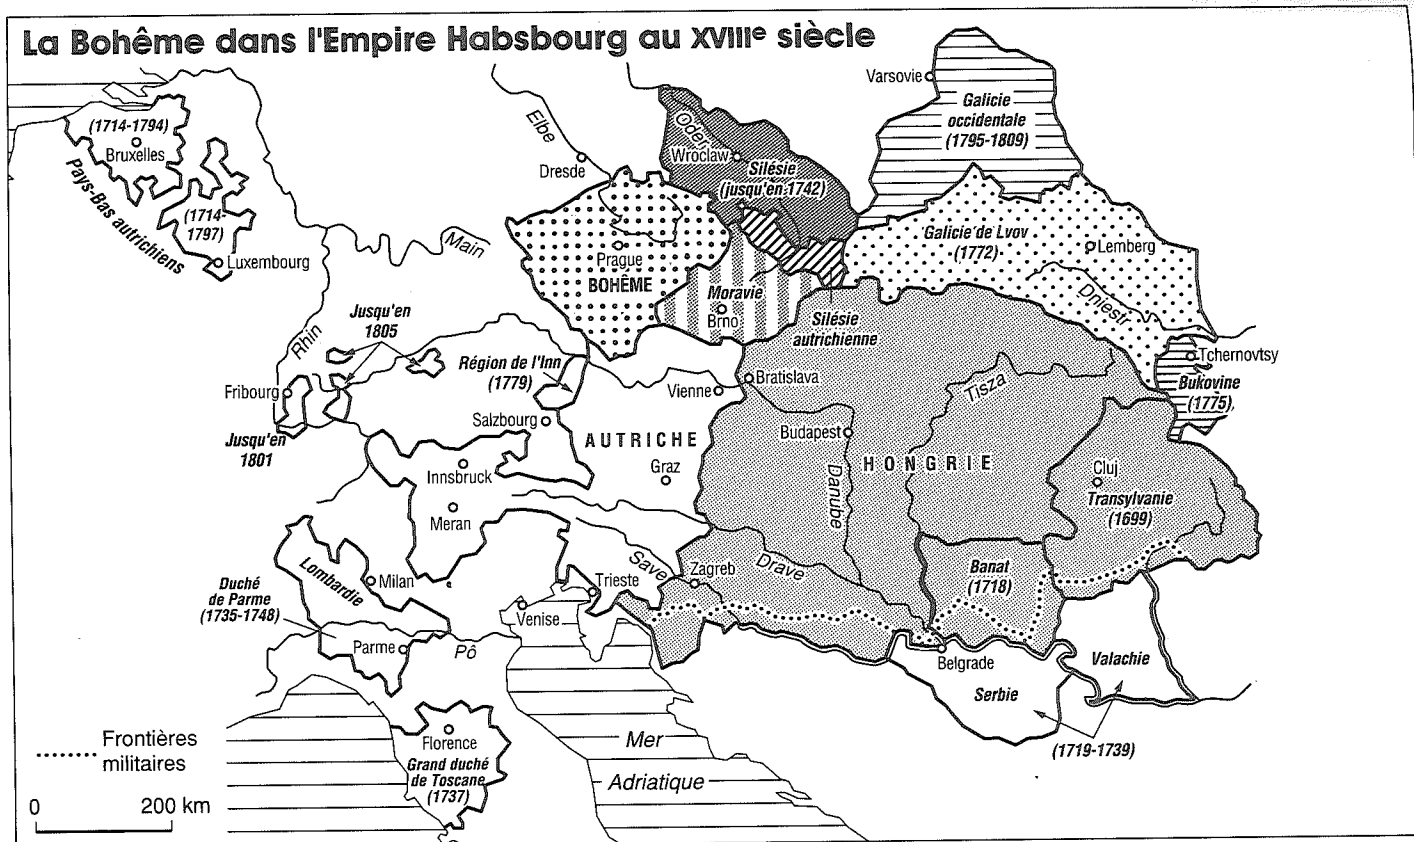 La Bohême dans l'Empire Habsbourg au XVIIIe siècle
Varsovie
Galicie
occidentale
(1795-1809)
(1714-1794)
Bruxelles
Pays-Bas autrichiens
(1714-
1797)
Luxembourg
Elbe
Dresde
Oder
Wroclaw
Silésie
(jusqu'en 1742)
Main
Rhin
Prague
BOHÊME
Moravie
Brno
Silésie
autrichienne
Galicie de Lvov
(1772)
Lemberg
Dniestr
Tchernovtsy
Bukovine
(1775)
Jusqu'en
1805
Région de l'Inn
(1779)
Fribourg
Jusqu'en
1801
Salzbourg
Vienne
Bratislava
AUTRICHE
Graz
Budapest
HONGRIE
Tisza
Danube
Cluj
Transylvanie
(1699)
Innsbruck
Meran
Lombardie
Milan
Duché
de Parme
(1735-1748)
Parme
Pô
Venise
Trieste
Save
Zagreb
Drave
Banat
(1718)
Belgrade
Serbie
Valachie
(1719-1739)
Florence
Grand duché
de Toscane
(1737)
Mer
Adriatique
Frontières
militaires
0 200 km